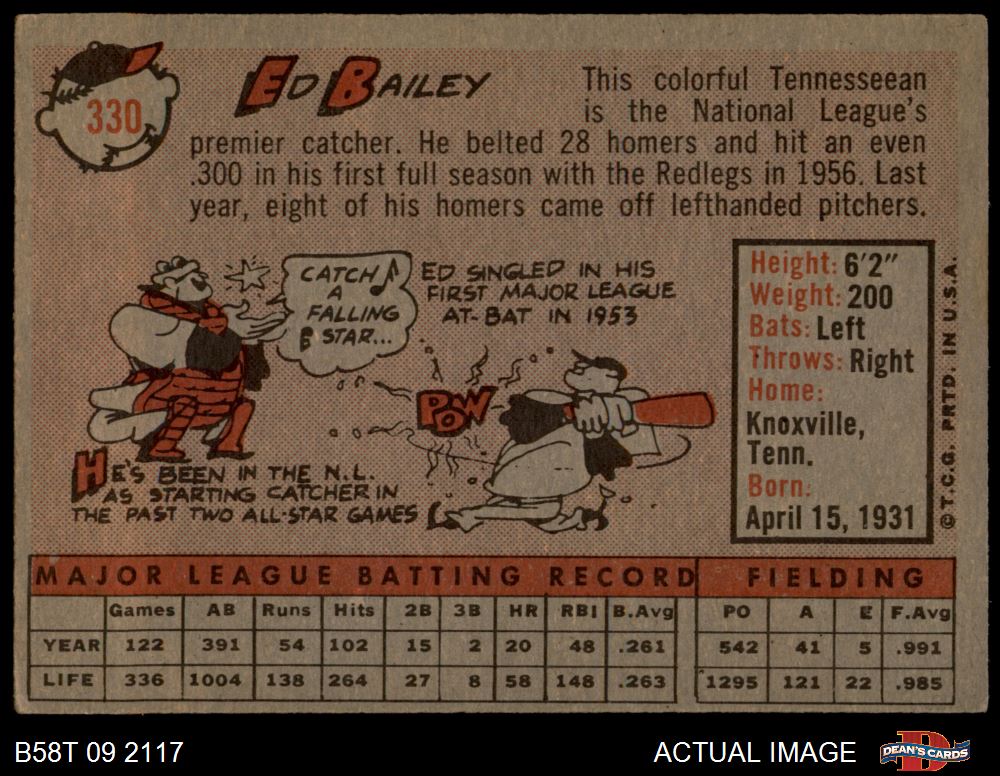 330
ED BAILEY
This colorful Tennesseean
is the National League's
premier catcher. He belted 28 homers and hit an even
.300 in his first full season with the Redlegs in 1956. Last
year, eight of his homers came off lefthanded pitchers.
CATCH
A
FALLING
STAR...
ED SINGLED IN HIS
FIRST MAJOR LEAGUE
AT-BAT IN 1953
POW
HE'S BEEN IN THE N.L.
AS STARTING CATCHER IN
THE PAST TWO ALL-STAR GAMES
Height: 6'2"
Weight: 200
Bats: Left
Throws: Right
Home:
Knoxville,
Tenn.
Born:
April 15, 1931
© T.C.G. PRTD. IN U.S.A.
MAJOR LEAGUE BATTING RECORD FIELDING
Games AB Runs Hits 2B 3B HR RBI B.Avg PO A E F.Avg
YEAR 122 391 54 102 15 2 20 48 .261 542 41 5 .991
LIFE 336 1004 138 264 27 8 58 148 .263 1295 121 22 .985
B58T 09 2117 ACTUAL IMAGE DEAN'S CARDS